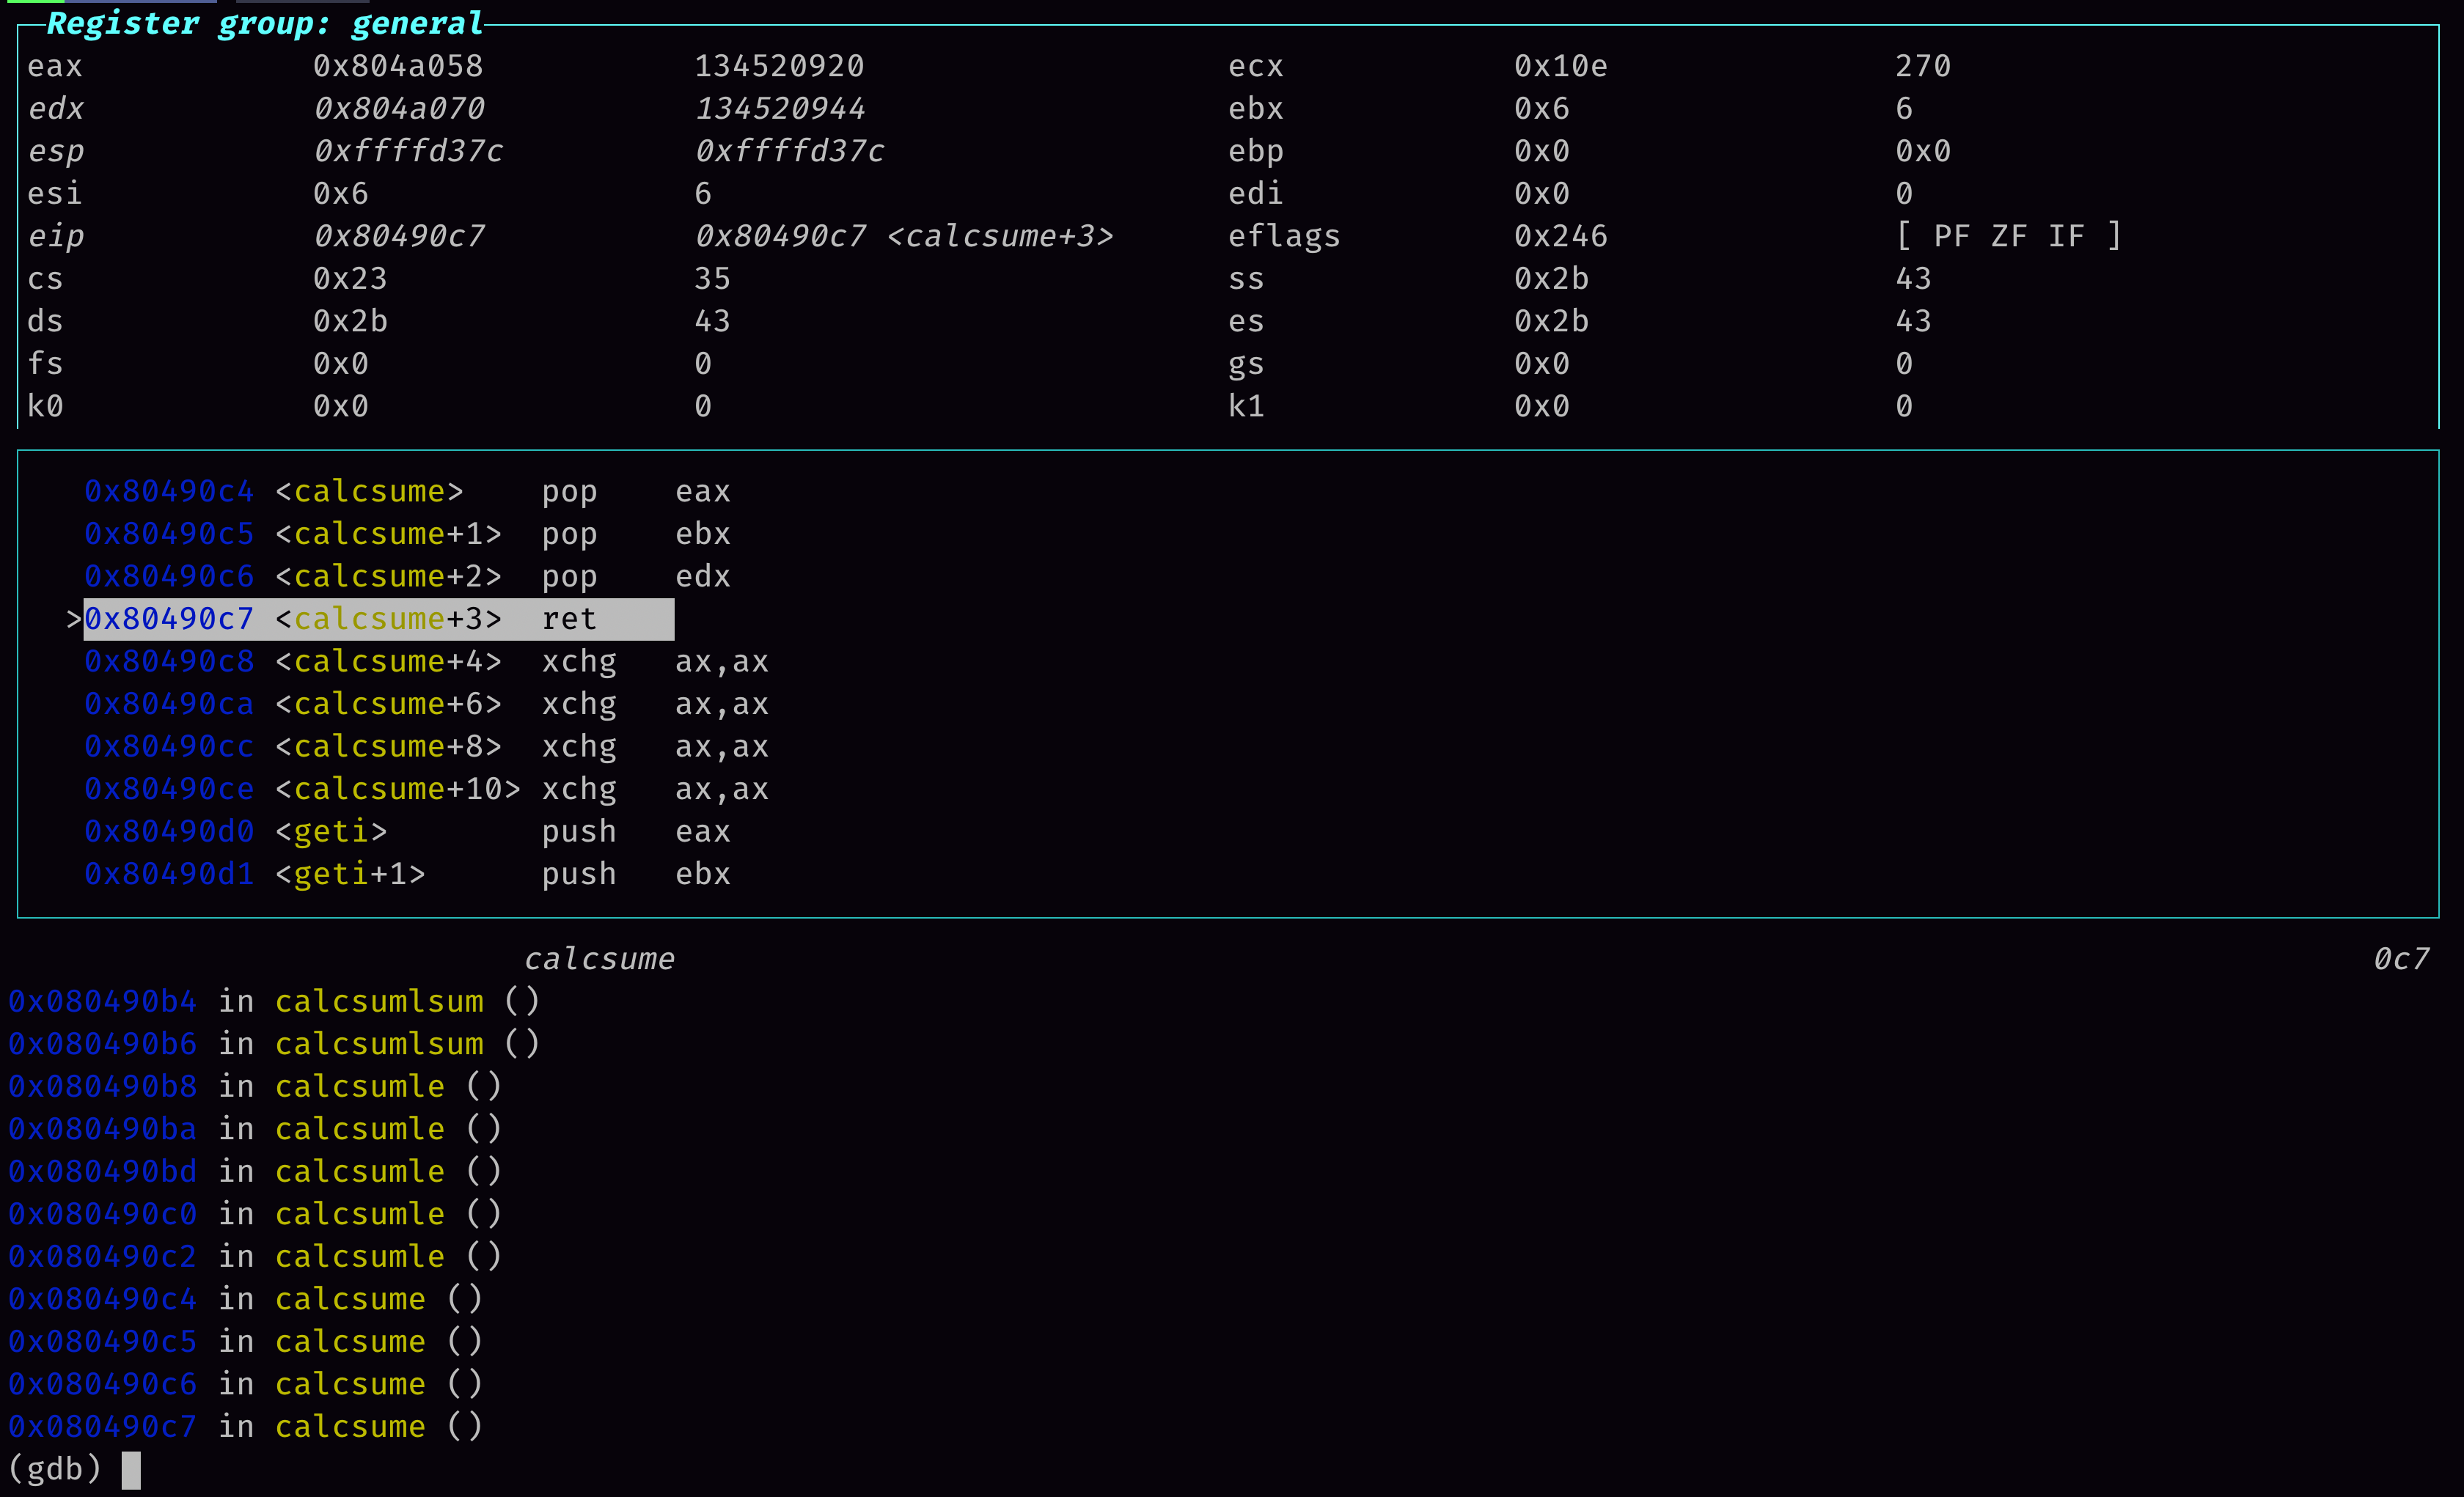 Register group: general
eax 0x804a058 134520920 ecx 0x10e 270
edx 0x804a070 134520944 ebx 0x6 6
esp 0xffffd37c 0xffffd37c ebp 0x0 0x0
esi 0x6 6 edi 0x0 0
eip 0x80490c7 0x80490c7 <calcsume+3> eflags 0x246 [ PF ZF IF ]
cs 0x23 35 ss 0x2b 43
ds 0x2b 43 es 0x2b 43
fs 0x0 0 gs 0x0 0
k0 0x0 0 k1 0x0 0
0x80490c4 <calcsume> pop eax
0x80490c5 <calcsume+1> pop ebx
0x80490c6 <calcsume+2> pop edx
>0x80490c7 <calcsume+3> ret
0x80490c8 <calcsume+4> xchg ax,ax
0x80490ca <calcsume+6> xchg ax,ax
0x80490cc <calcsume+8> xchg ax,ax
0x80490ce <calcsume+10> xchg ax,ax
0x80490d0 <geti> push eax
0x80490d1 <geti+1> push ebx
calcsume 0c7
0x080490b4 in calcsumlsum ()
0x080490b6 in calcsumlsum ()
0x080490b8 in calcsumle ()
0x080490ba in calcsumle ()
0x080490bd in calcsumle ()
0x080490c0 in calcsumle ()
0x080490c2 in calcsumle ()
0x080490c4 in calcsume ()
0x080490c5 in calcsume ()
0x080490c6 in calcsume ()
0x080490c7 in calcsume ()
(gdb)